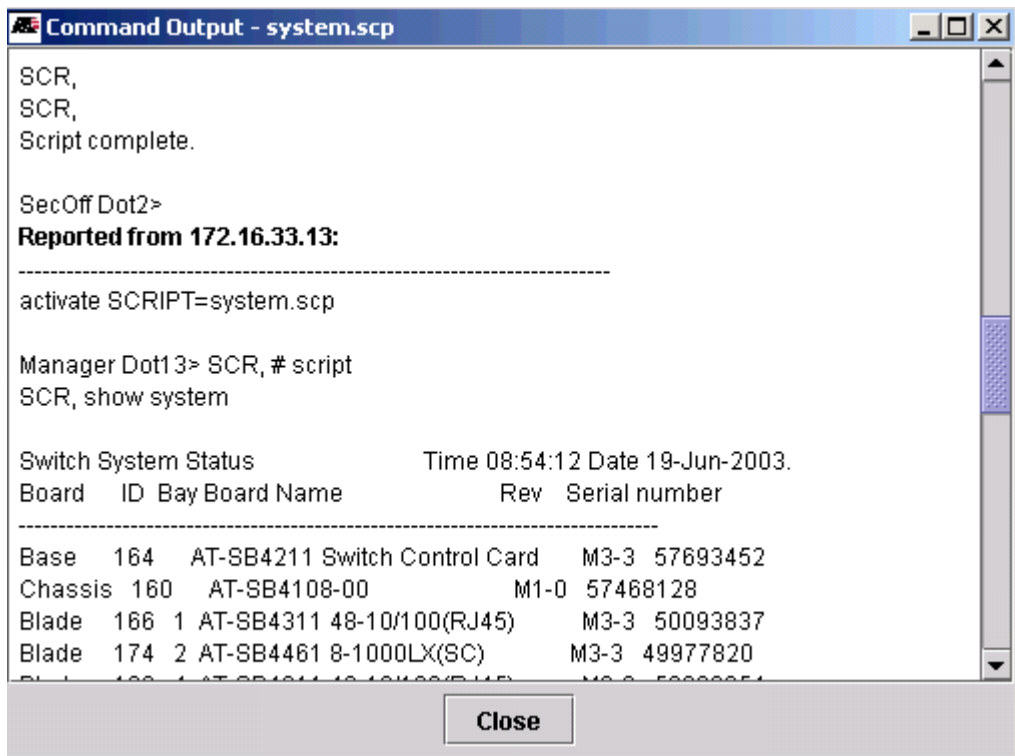 Command Output - system.scp
SCR,
SCR,
Script complete.
SecOff Dot2>
Reported from 172.16.33.13:
--------------------------------------------------------------------------
activate SCRIPT=system.scp
Manager Dot13> SCR, # script
SCR, show system
Switch System Status Time 08:54:12 Date 19-Jun-2003.
Board ID Bay Board Name Rev Serial number
--------------------------------------------------------------------------------
Base 164 AT-SB4211 Switch Control Card M3-3 57693452
Chassis 160 AT-SB4108-00 M1-0 57468128
Blade 166 1 AT-SB4311 48-10/100(RJ45) M3-3 50093837
Blade 174 2 AT-SB4461 8-1000LX(SC) M3-3 49977820
Close